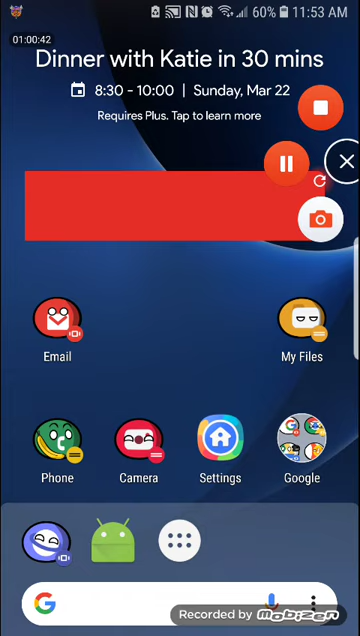 60% 11:53 AM
01:00:42
Dinner with Katie in 30 mins
8:30 - 10:00 | Sunday, Mar 22
Requires Plus. Tap to learn more
Email
My Files
Phone
Camera
Settings
Google
Recorded by Mobizen